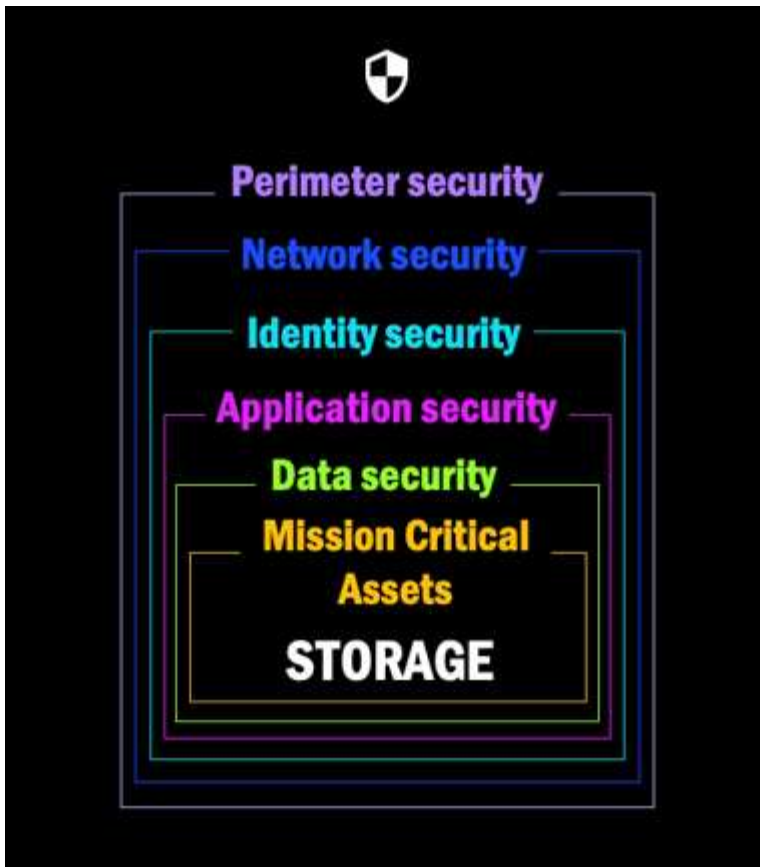 Perimeter security
Network security
Identity security
Application security
Data security
Mission Critical
Assets
STORAGE